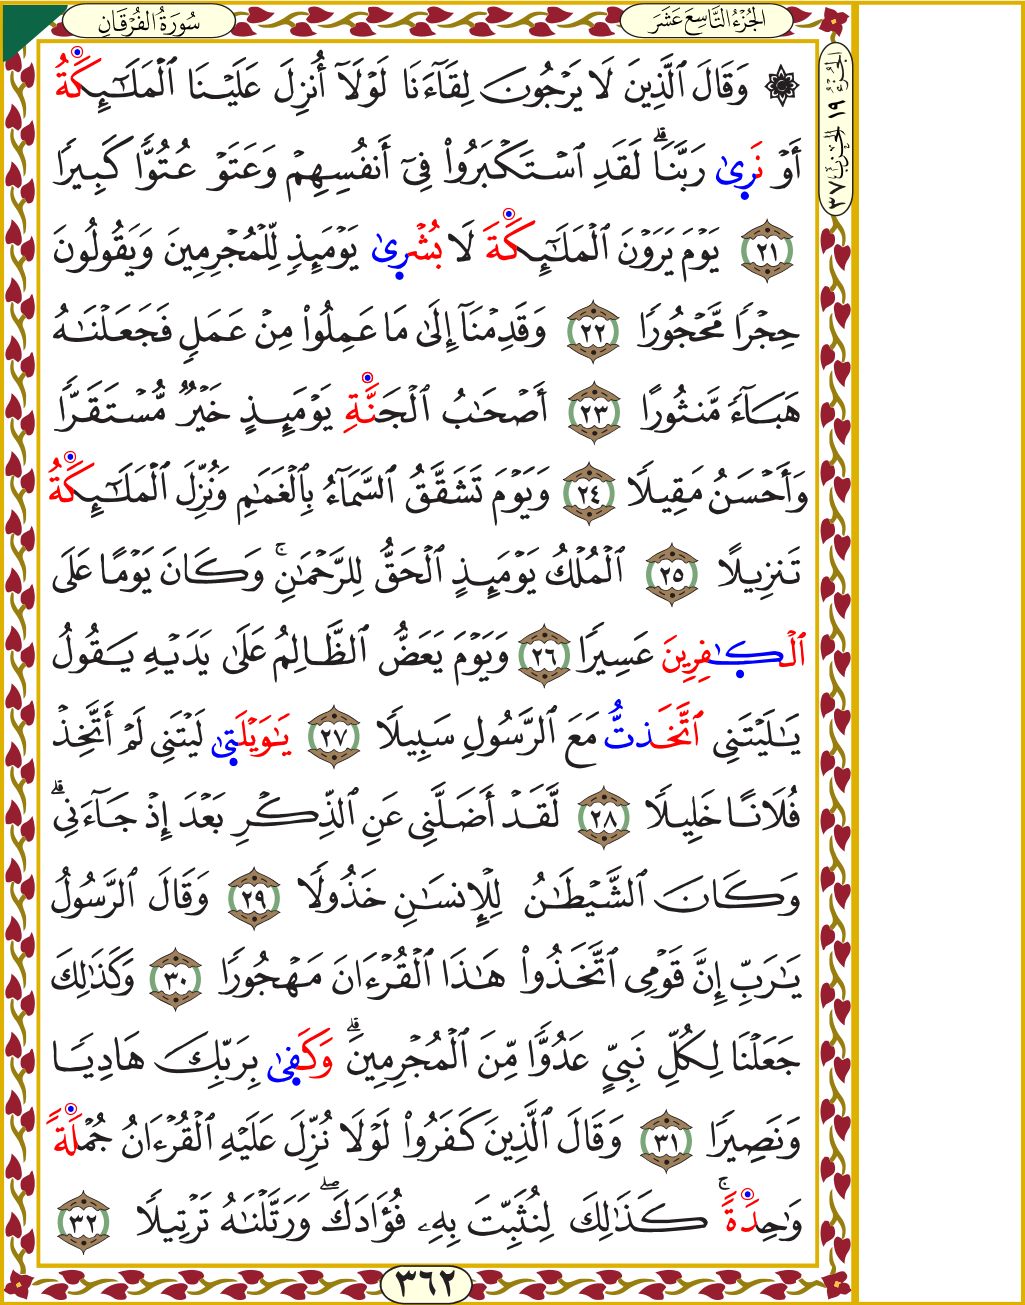 سُورَةُ الفُرْقَانِ
الجُزْءُ التَّاسِعَ عَشَرَ
۞ وَقَالَ ٱلَّذِينَ لَا يَرْجُونَ لِقَآءَنَا لَوْلَآ أُنزِلَ عَلَيْنَا ٱلْمَلَـٰٓئِكَةُ
أَوْ نَرَىٰ رَبَّنَا ۗ لَقَدِ ٱسْتَكْبَرُوا۟ فِىٓ أَنفُسِهِمْ وَعَتَوْ عُتُوًّا كَبِيرًا
٢١ يَوْمَ يَرَوْنَ ٱلْمَلَـٰٓئِكَةَ لَا بُشْرِىٰ يَوْمَئِذٍ لِّلْمُجْرِمِينَ وَيَقُولُونَ
حِجْرًا مَّحْجُورًا ٢٢ وَقَدِمْنَآ إِلَىٰ مَا عَمِلُوا۟ مِنْ عَمَلٍ فَجَعَلْنَـٰهُ
هَبَآءً مَّنثُورًا ٢٣ أَصْحَـٰبُ ٱلْجَنَّةِ يَوْمَئِذٍ خَيْرٌ مُّسْتَقَرًّا
وَأَحْسَنُ مَقِيلًا ٢٤ وَيَوْمَ تَشَقَّقُ ٱلسَّمَآءُ بِٱلْغَمَـٰمِ وَنُزِّلَ ٱلْمَلَـٰٓئِكَةُ
تَنزِيلًا ٢٥ ٱلْمُلْكُ يَوْمَئِذٍ ٱلْحَقُّ لِلرَّحْمَـٰنِ ۚ وَكَانَ يَوْمًا عَلَى
ٱلْكَـٰفِرِينَ عَسِيرًا ٢٦ وَيَوْمَ يَعَضُّ ٱلظَّالِمُ عَلَىٰ يَدَيْهِ يَقُولُ
يَـٰلَيْتَنِى ٱتَّخَذتُّ مَعَ ٱلرَّسُولِ سَبِيلًا ٢٧ يَـٰوَيْلَتِىٰ لَيْتَنِى لَمْ أَتَّخِذْ
فُلَانًا خَلِيلًا ٢٨ لَّقَدْ أَضَلَّنِى عَنِ ٱلذِّكْرِ بَعْدَ إِذْ جَآءَنِى ۗ
وَكَانَ ٱلشَّيْطَـٰنُ لِلْإِنسَـٰنِ خَذُولًا ٢٩ وَقَالَ ٱلرَّسُولُ
يَـٰرَبِّ إِنَّ قَوْمِى ٱتَّخَذُوا۟ هَـٰذَا ٱلْقُرْءَانَ مَهْجُورًا ٣٠ وَكَذَٰلِكَ
جَعَلْنَا لِكُلِّ نَبِىٍّ عَدُوًّا مِّنَ ٱلْمُجْرِمِينَ ۗ وَكَفِىٰ بِرَبِّكَ هَادِيًا
وَنَصِيرًا ٣١ وَقَالَ ٱلَّذِينَ كَفَرُوا۟ لَوْلَا نُزِّلَ عَلَيْهِ ٱلْقُرْءَانُ جُمْلَةً
وَٰحِدَةً ۚ كَذَٰلِكَ لِنُثَبِّتَ بِهِۦ فُؤَادَكَ ۖ وَرَتَّلْنَـٰهُ تَرْتِيلًا ٣٢
٣٦٢
الجُزْءُ ١٩ الحِزْبُ ٣٧